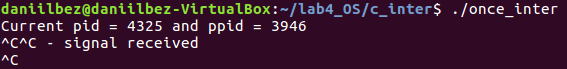 daniilbez@daniilbez-VirtualBox:~/lab4_OS/c_inter$ ./once_inter
Current pid = 4325 and ppid = 3946
^C^C - signal received
^C